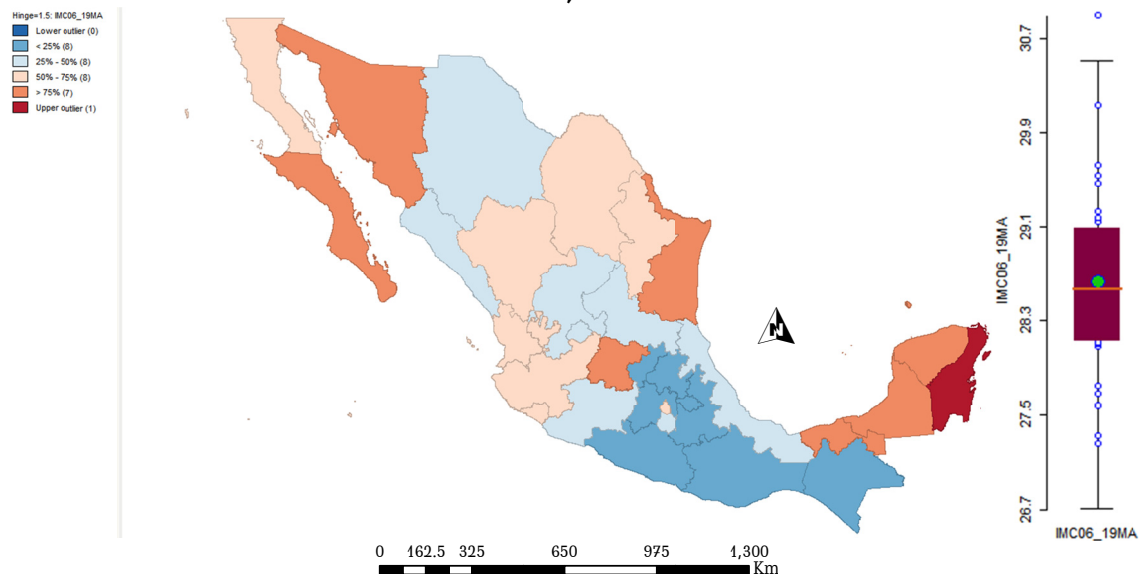 Hinge=1.5: IMC06_19MA
Lower outlier (0)
< 25% (8)
25% - 50% (8)
50% - 75% (8)
> 75% (7)
Upper outlier (1)
N
30.7
29.9
29.1
28.3
27.5
26.7
IMC06_19MA
IMC06_19MA
0 162.5 325 650 975 1,300
Km